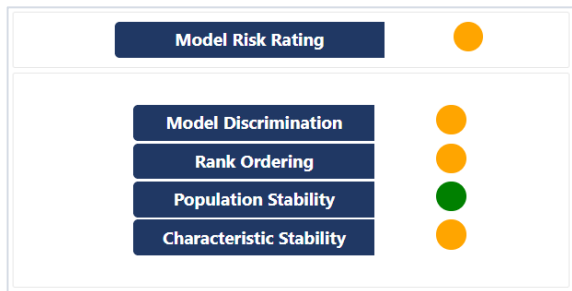 Model Risk Rating
Model Discrimination
Rank Ordering
Population Stability
Characteristic Stability